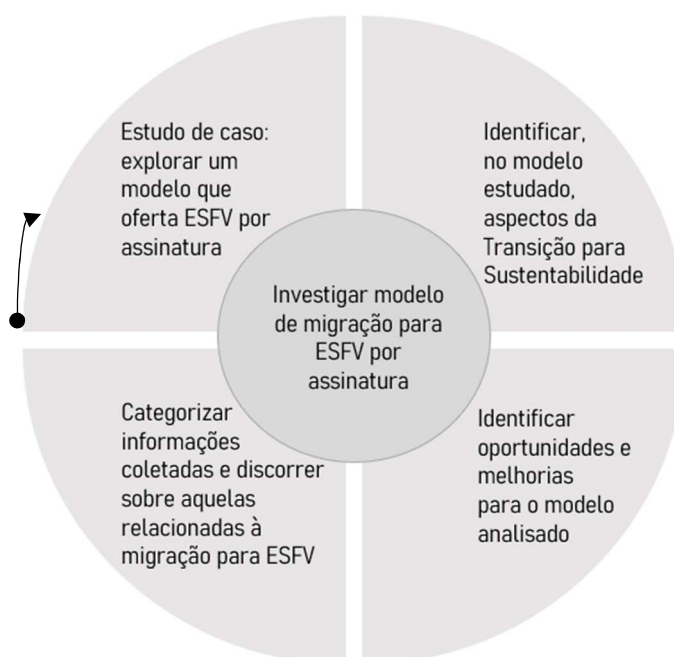 Estudo de caso:
explorar um
modelo que
oferta ESFV por
assinatura
Identificar,
no modelo
estudado,
aspectos da
Transição para
Sustentabilidade
Investigar modelo
de migração para
ESFV por
assinatura
Categorizar
informações
coletadas e discorrer
sobre aquelas
relacionadas à
migração para ESFV
Identificar
oportunidades e
melhorias
para o modelo
analisado